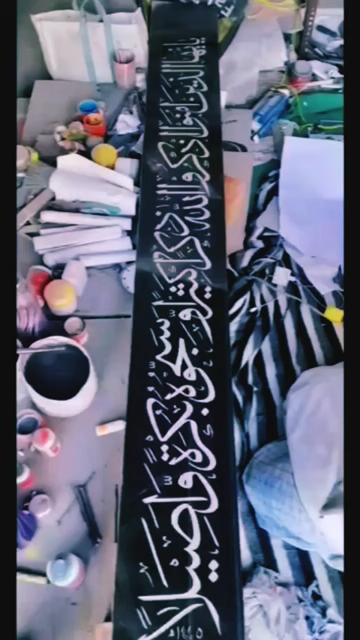 يا أيها الذين آمنوا اذكروا الله ذكرا كثيرا وسبحوه بكرة وأصيلا